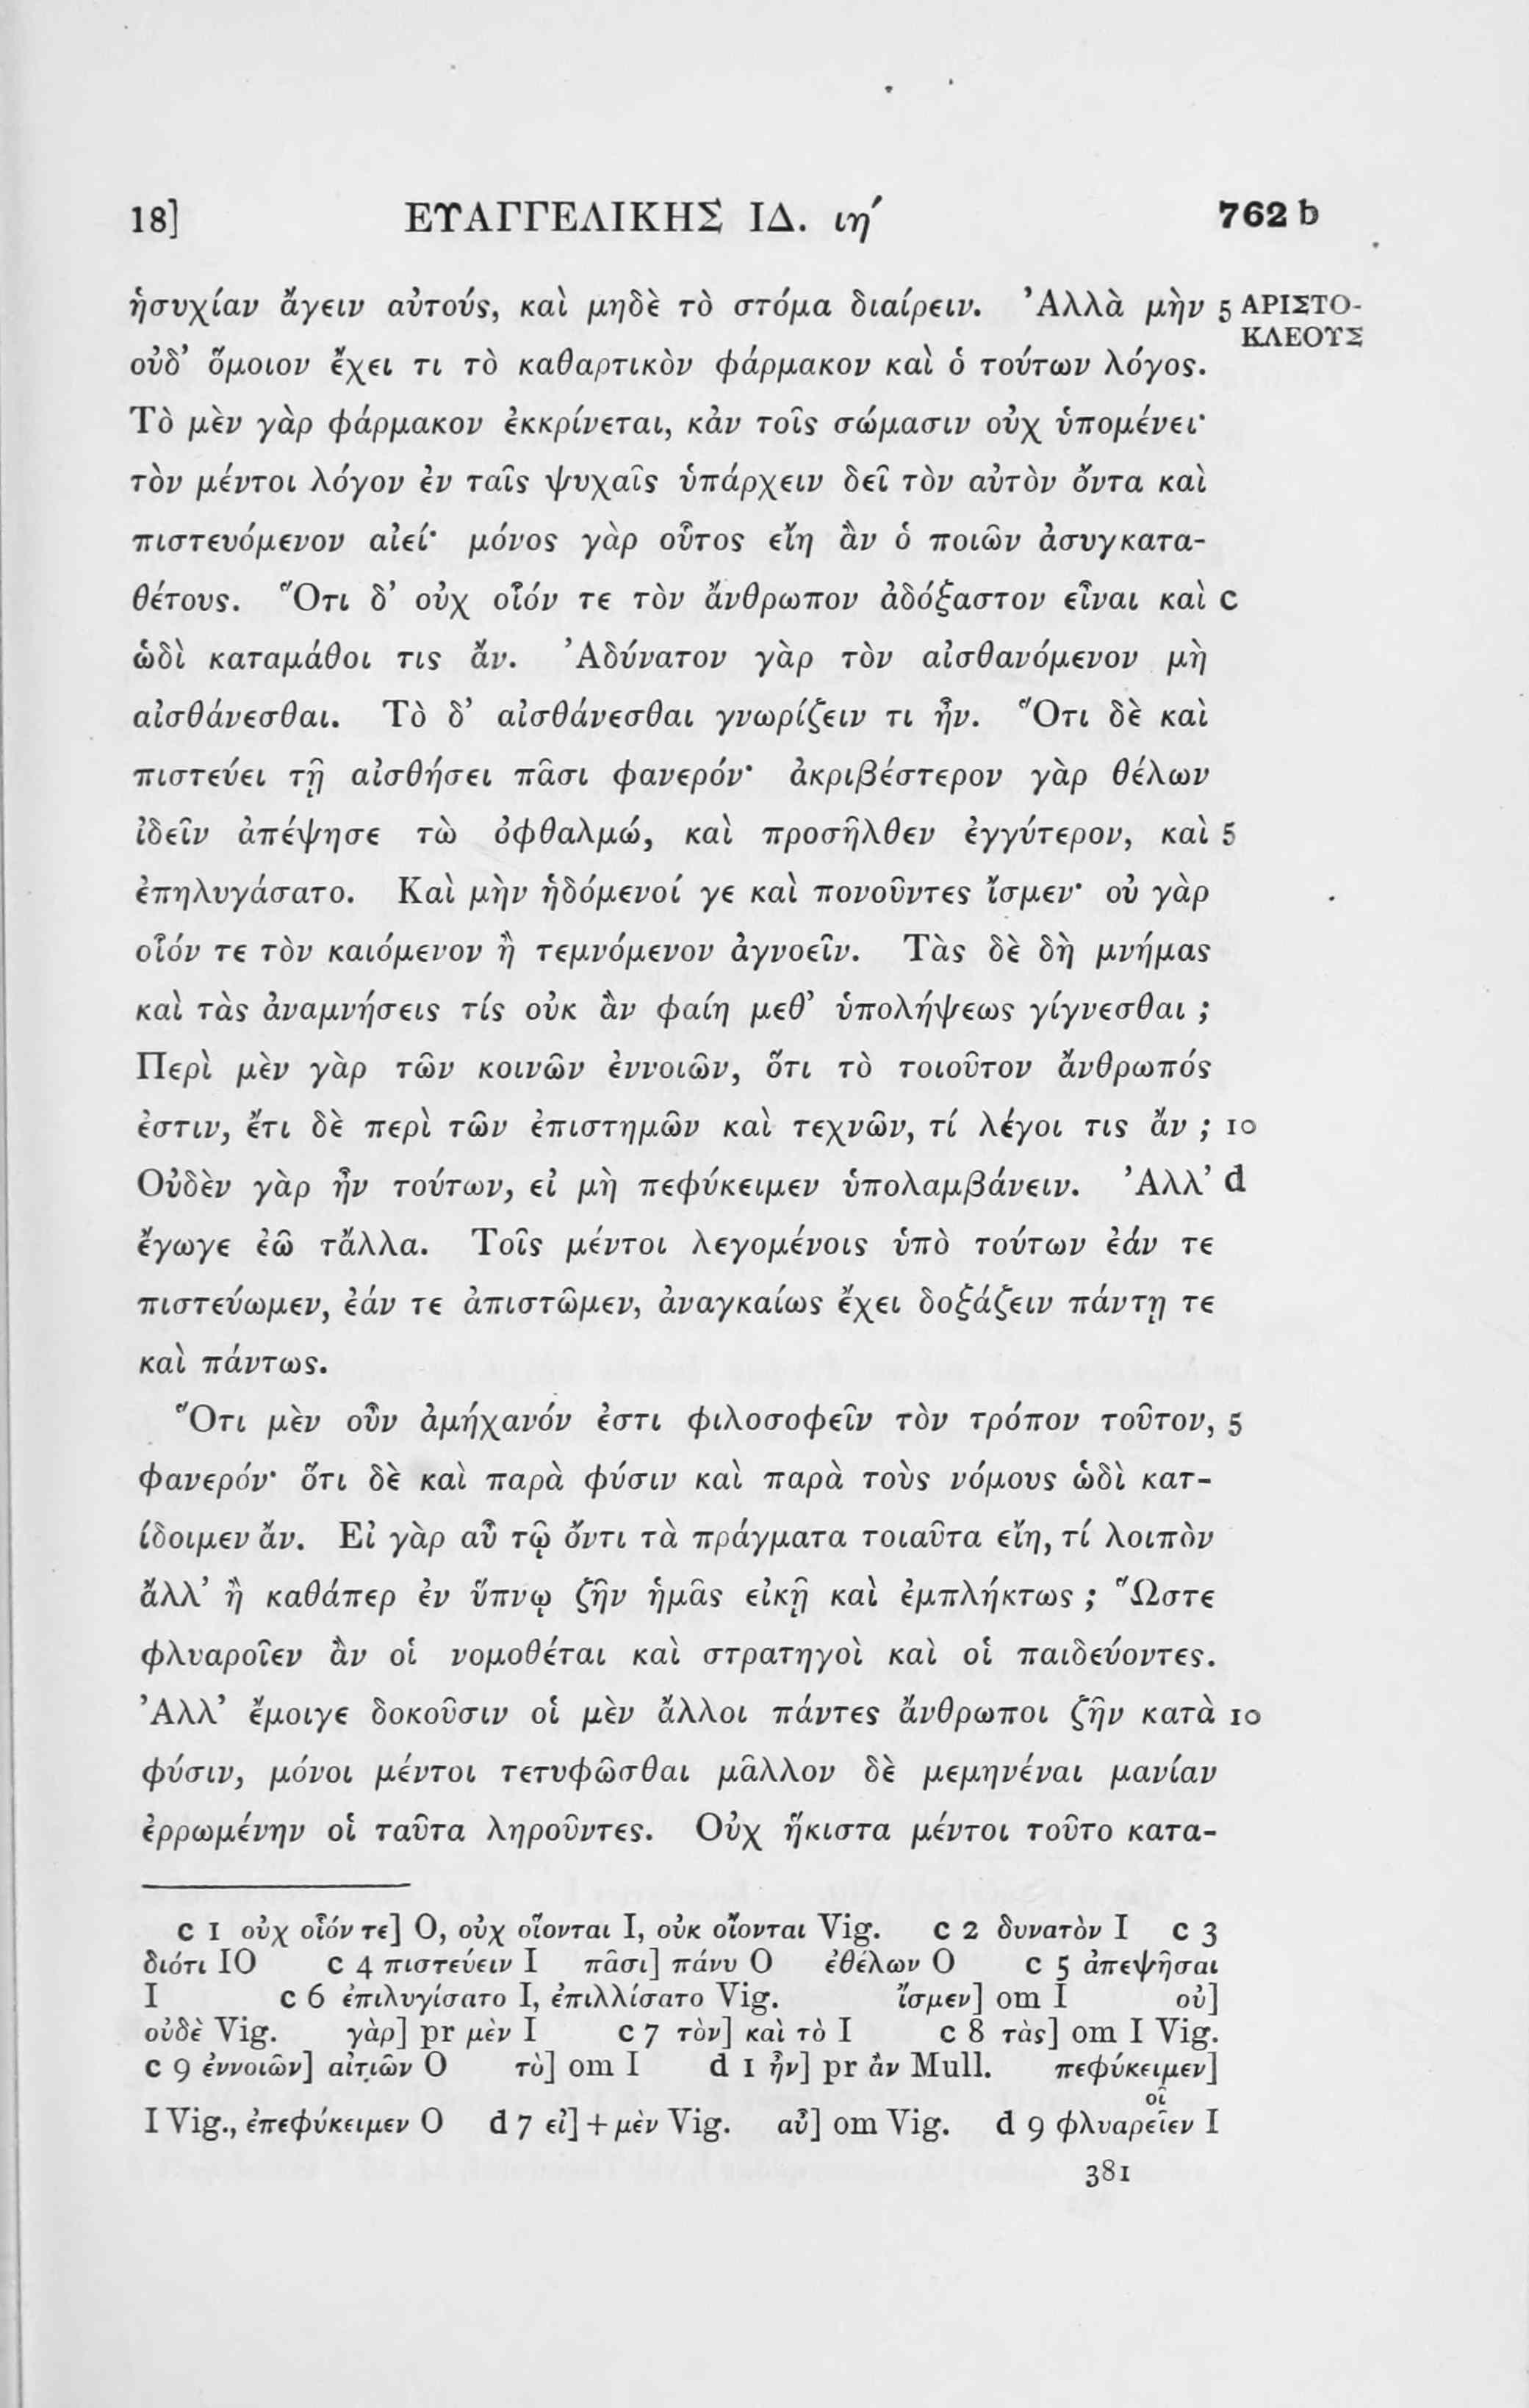 18] ΕΥΑΓΓΕΛΙΚΗΣ ΙΔ. ιη′ 762 b
ἡσυχίαν ἄγειν αὐτούς, καὶ μηδὲ τὸ στόμα διαίρειν. Ἀλλὰ μὴν 5 ΑΡΙΣΤΟ-
ΚΛΕΟΥΣ
οὐδ’ ὅμοιον ἔχει τι τὸ καθαρτικὸν φάρμακον καὶ ὁ τούτων λόγος.
Τὸ μὲν γὰρ φάρμακον ἐκκρίνεται, κἀν τοῖς σώμασιν οὐχ ὑπομένει·
τὸν μέντοι λόγον ἐν ταῖς ψυχαῖς ὑπάρχειν δεῖ τὸν αὐτὸν ὄντα καὶ
πιστευόμενον αἰεί· μόνος γὰρ οὗτος εἴη ἂν ὁ ποιῶν ἀσυγκατα-
θέτους. Ὅτι δ’ οὐχ οἷόν τε τὸν ἄνθρωπον ἀδόξαστον εἶναι καὶ c
ὡδὶ καταμάθοι τις ἄν. Ἀδύνατον γὰρ τὸν αἰσθανόμενον μὴ
αἰσθάνεσθαι. Τὸ δ’ αἰσθάνεσθαι γνωρίζειν τι ἦν. Ὅτι δὲ καὶ
πιστεύει τῇ αἰσθήσει πᾶσι φανερόν· ἀκριβέστερον γὰρ θέλων
ἰδεῖν ἀπέψησε τὼ ὀφθαλμώ, καὶ προσῆλθεν ἐγγύτερον, καὶ 5
ἐπηλυγάσατο. Καὶ μὴν ἡδόμενοί γε καὶ πονοῦντες ἴσμεν· οὐ γὰρ
οἷόν τε τὸν καιόμενον ἢ τεμνόμενον ἀγνοεῖν. Τὰς δὲ δὴ μνήμας
καὶ τὰς ἀναμνήσεις τίς οὐκ ἂν φαίη μεθ’ ὑπολήψεως γίγνεσθαι ;
Περὶ μὲν γὰρ τῶν κοινῶν ἐννοιῶν, ὅτι τὸ τοιοῦτον ἄνθρωπός
ἐστιν, ἔτι δὲ περὶ τῶν ἐπιστημῶν καὶ τεχνῶν, τί λέγοι τις ἄν ; 10
Οὐδὲν γὰρ ἦν τούτων, εἰ μὴ πεφύκειμεν ὑπολαμβάνειν. Ἀλλ’ d
ἔγωγε ἐῶ τἄλλα. Τοῖς μέντοι λεγομένοις ὑπὸ τούτων ἐάν τε
πιστεύωμεν, ἐάν τε ἀπιστῶμεν, ἀναγκαίως ἔχει δοξάζειν πάντῃ τε
καὶ πάντως.
Ὅτι μὲν οὖν ἀμήχανόν ἐστι φιλοσοφεῖν τὸν τρόπον τοῦτον, 5
φανερόν· ὅτι δὲ καὶ παρὰ φύσιν καὶ παρὰ τοὺς νόμους ὡδὶ κατ-
ίδοιμεν ἄν. Εἰ γὰρ αὖ τῷ ὄντι τὰ πράγματα τοιαῦτα εἴη, τί λοιπὸν
ἄλλ’ ἢ καθάπερ ἐν ὕπνῳ ζῆν ἡμᾶς εἰκῇ καὶ ἐμπλήκτως ; Ὥστε
φλυαροῖεν ἂν οἱ νομοθέται καὶ στρατηγοὶ καὶ οἱ παιδεύοντες.
Ἀλλ’ ἔμοιγε δοκοῦσιν οἱ μὲν ἄλλοι πάντες ἄνθρωποι ζῆν κατὰ 10
φύσιν, μόνοι μέντοι τετυφῶσθαι μᾶλλον δὲ μεμηνέναι μανίαν
ἐρρωμένην οἱ ταῦτα ληροῦντες. Οὐχ ἥκιστα μέντοι τοῦτο κατα-
c 1 οὐχ οἷόν τε] O, οὐχ οἴονται I, οὐκ οἴονται Vig. c 2 δυνατὸν I c 3
διότι IO c 4 πιστεύειν I πᾶσι] πάνυ O ἐθέλων O c 5 ἀπεψῆσαι
I c 6 ἐπιλυγίσατο I, ἐπιλλίσατο Vig. ἴσμεν] om I οὐ]
οὐδὲ Vig. γὰρ] pr μὲν I c 7 τὸν] καὶ τὸ I c 8 τὰς] om I Vig.
c 9 ἐννοιῶν] αἰτιῶν O τὸ] om I d 1 ἦν] pr ἂν Mull. πεφύκειμεν]
οῖ
I Vig., ἐπεφύκειμεν O d 7 εἰ] + μὲν Vig. αὖ] om Vig. d 9 φλυαρεῖεν I
381